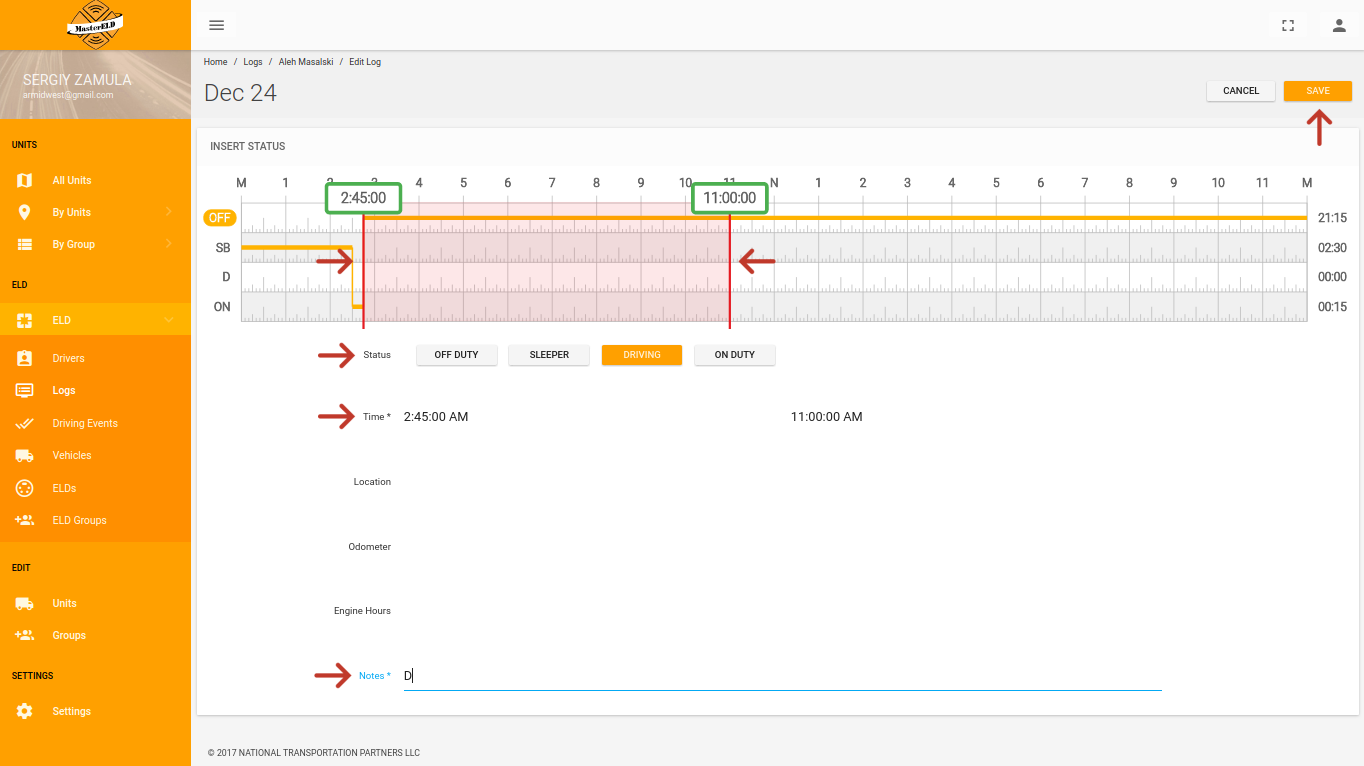 MasterELD
SERGIY ZAMULA
armidwest@gmail.com
UNITS
All Units
By Units
By Group
ELD
ELD
Drivers
Logs
Driving Events
Vehicles
ELDs
ELD Groups
EDIT
Units
Groups
SETTINGS
Settings
Home / Logs / Aleh Masalski / Edit Log
Dec 24
CANCEL
SAVE
INSERT STATUS
M 1 2 3 4 5 6 7 8 9 10 11 N 1 2 3 4 5 6 7 8 9 10 11 M
2:45:00 11:00:00
OFF 21:15
SB 02:30
D 00:00
ON 00:15
Status OFF DUTY SLEEPER DRIVING ON DUTY
Time * 2:45:00 AM 11:00:00 AM
Location
Odometer
Engine Hours
Notes * D
© 2017 NATIONAL TRANSPORTATION PARTNERS LLC